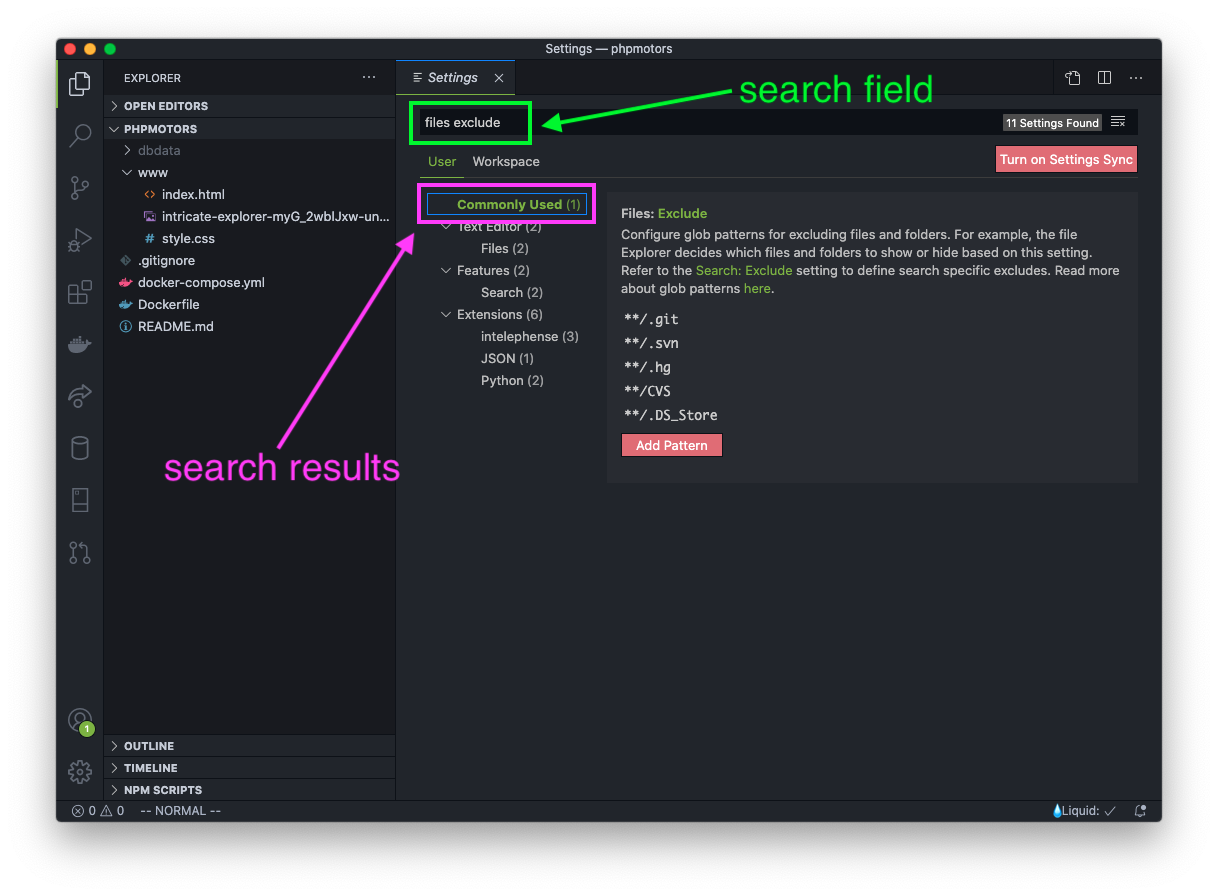 Settings — phpmotors
EXPLORER
OPEN EDITORS
PHPMOTORS
dbdata
www
index.html
intricate-explorer-myG_2wblJxw-un...
style.css
.gitignore
docker-compose.yml
Dockerfile
README.md
OUTLINE
TIMELINE
NPM SCRIPTS
Settings
search field
files exclude
11 Settings Found
User Workspace
Turn on Settings Sync
Commonly Used (1)
Text Editor (2)
Files (2)
Features (2)
Search (2)
Extensions (6)
intelephense (3)
JSON (1)
Python (2)
search results
Files: Exclude
Configure glob patterns for excluding files and folders. For example, the file
Explorer decides which files and folders to show or hide based on this setting.
Refer to the Search: Exclude setting to define search specific excludes. Read more
about glob patterns here.
**/.git
**/.svn
**/.hg
**/CVS
**/.DS_Store
Add Pattern
1
0 0 -- NORMAL --
Liquid: